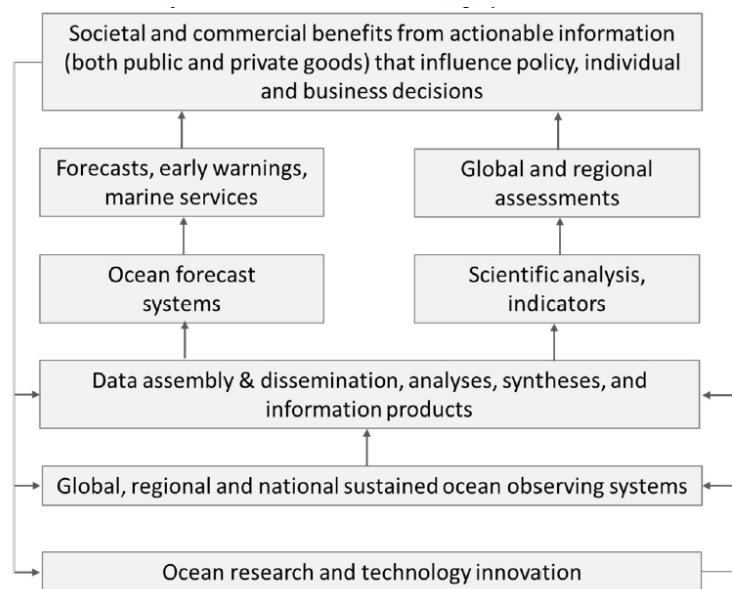 Societal and commercial benefits from actionable information
(both public and private goods) that influence policy, individual
and business decisions
Forecasts, early warnings,
marine services
Global and regional
assessments
Ocean forecast
systems
Scientific analysis,
indicators
Data assembly & dissemination, analyses, syntheses, and
information products
Global, regional and national sustained ocean observing systems
Ocean research and technology innovation